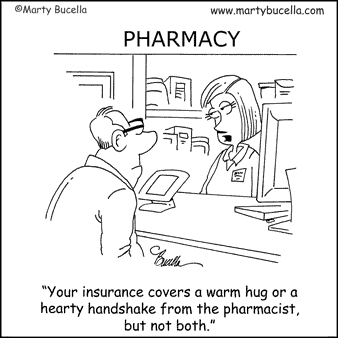 ©Marty Bucella www.martybucella.com
PHARMACY
Bucella
“Your insurance covers a warm hug or a
hearty handshake from the pharmacist,
but not both.”